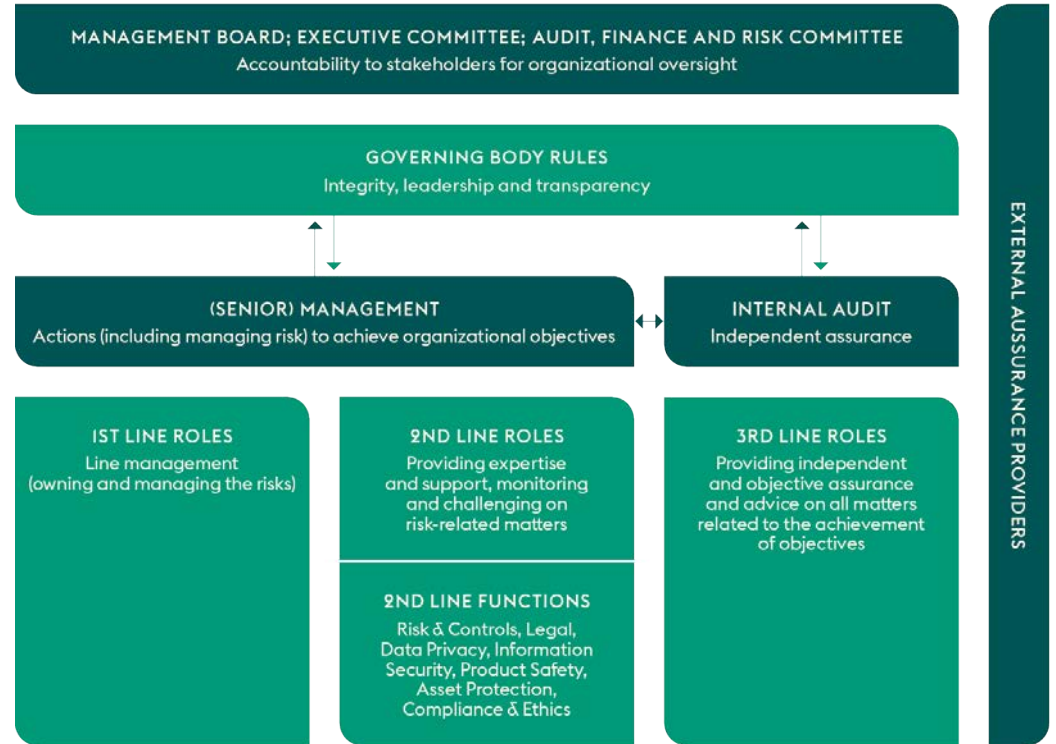 MANAGEMENT BOARD; EXECUTIVE COMMITTEE; AUDIT, FINANCE AND RISK COMMITTEE
Accountability to stakeholders for organizational oversight
GOVERNING BODY RULES
Integrity, leadership and transparency
(SENIOR) MANAGEMENT
Actions (including managing risk) to achieve organizational objectives
INTERNAL AUDIT
Independent assurance
1ST LINE ROLES
Line management
(owning and managing the risks)
2ND LINE ROLES
Providing expertise
and support, monitoring
and challenging on
risk-related matters
2ND LINE FUNCTIONS
Risk & Controls, Legal,
Data Privacy, Information
Security, Product Safety,
Asset Protection,
Compliance & Ethics
3RD LINE ROLES
Providing independent
and objective assurance
and advice on all matters
related to the achievement
of objectives
EXTERNAL AUSSURANCE PROVIDERS